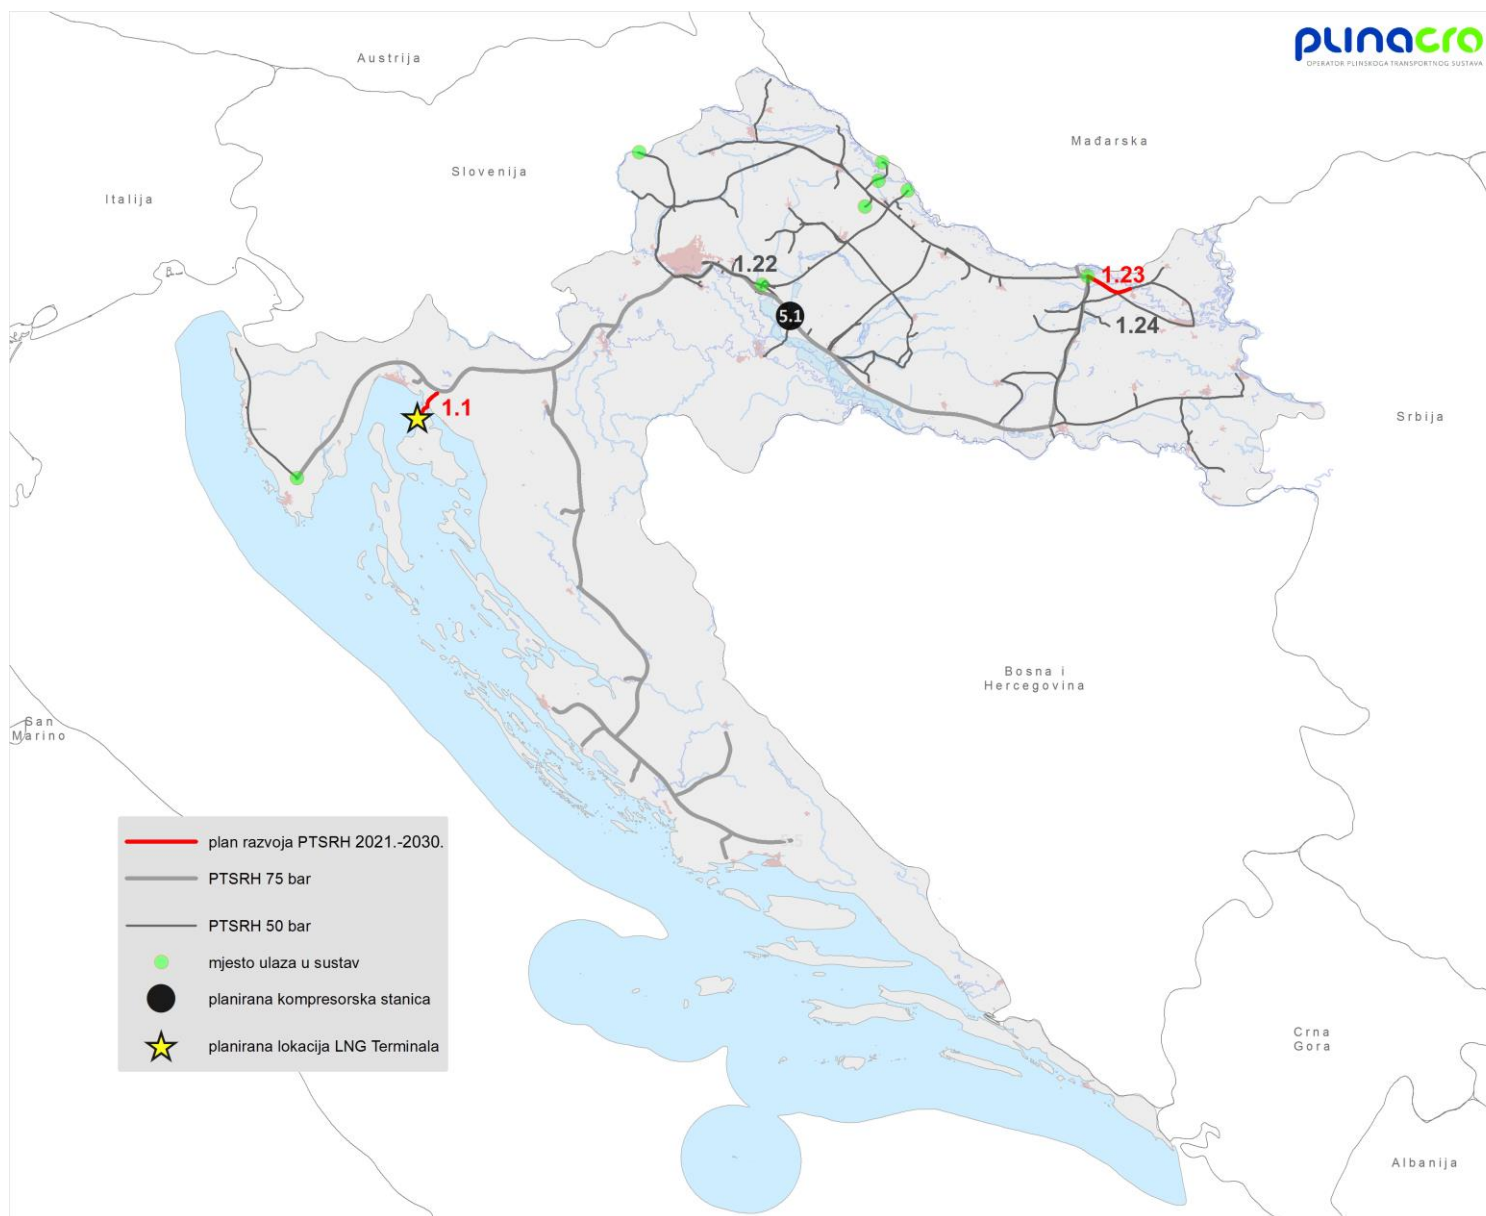 PLINACRO
OPERATOR PLINSKOGA TRANSPORTNOG SUSTAVA
Austrija
Mađarska
Slovenija
Italija
1.22
1.23
5.1
1.24
1.1
Srbija
Bosna i
Hercegovina
San
Marino
plan razvoja PTSRH 2021.-2030.
PTSRH 75 bar
PTSRH 50 bar
mjesto ulaza u sustav
planirana kompresorska stanica
planirana lokacija LNG Terminala
Crna
Gora
Albanija